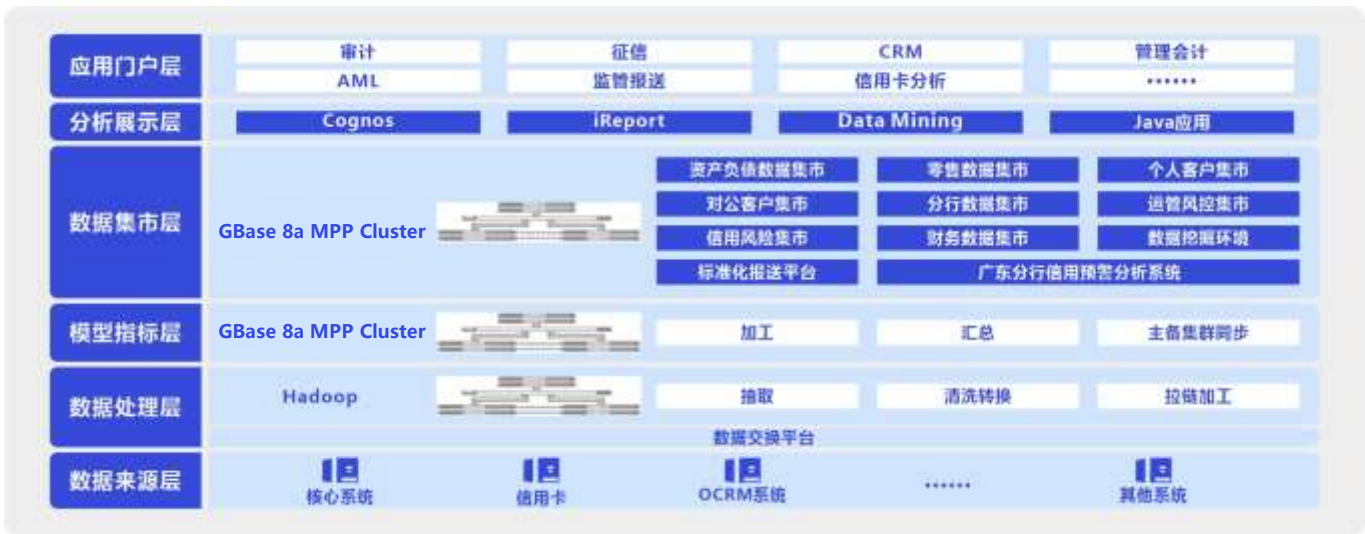 应用门户层
审计 征信 CRM 管理会计
AML 监管报送 信用卡分析 ······
分析展示层
Cognos iReport Data Mining Java应用
数据集市层
GBase 8a MPP Cluster
资产负债数据集市 零售数据集市 个人客户集市
对公客户集市 分行数据集市 运管风控集市
信用风险集市 财务数据集市 数据挖掘环境
标准化报送平台 广东分行信用预警分析系统
模型指标层
GBase 8a MPP Cluster
加工 汇总 主备集群同步
数据处理层
Hadoop
抽取 清洗转换 拉链加工
数据交换平台
数据来源层
核心系统 信用卡 OCRM系统 ······ 其他系统